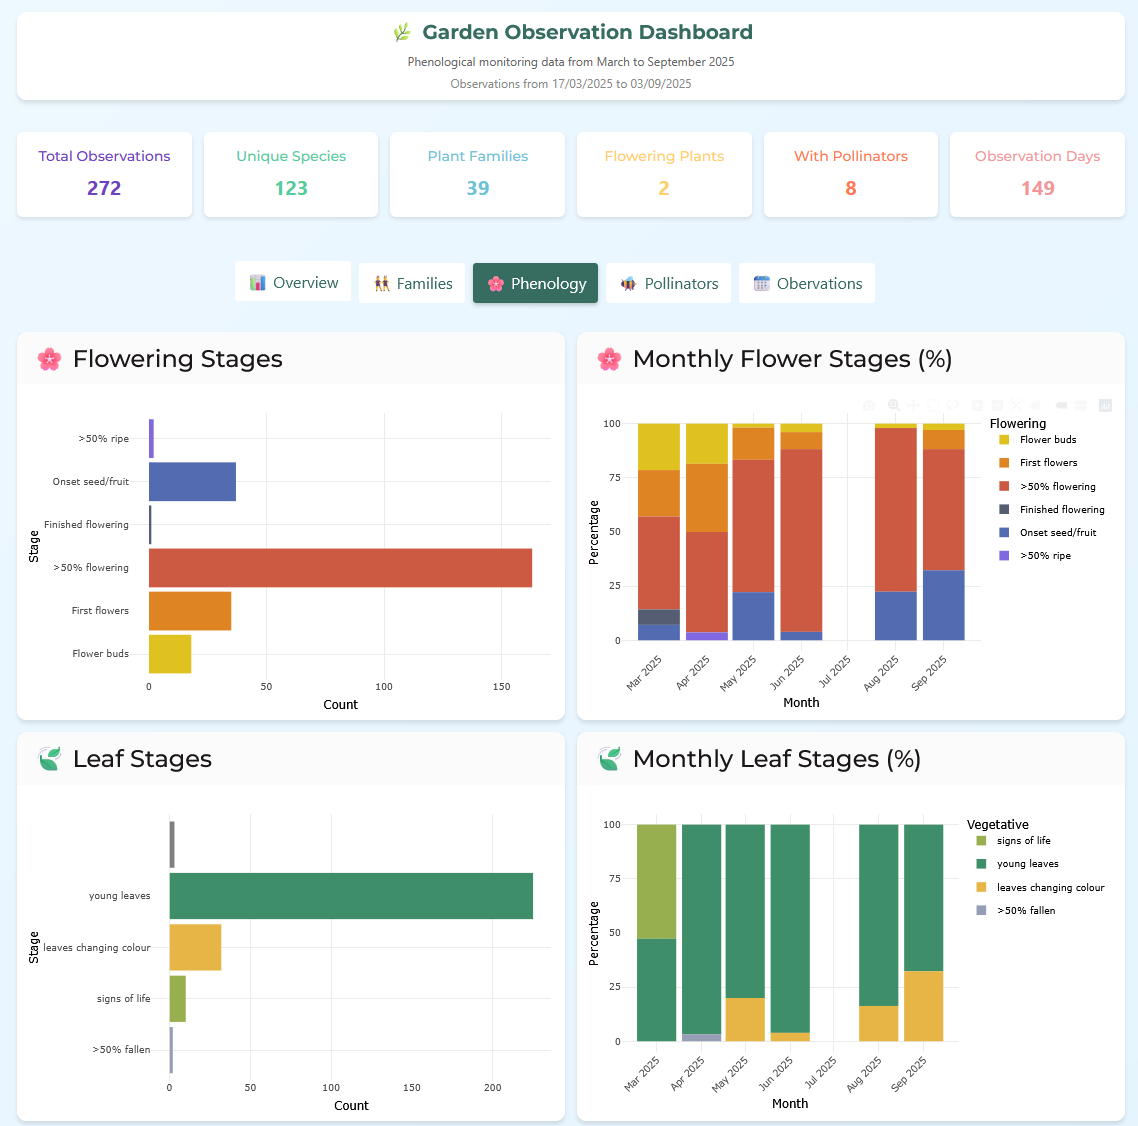 Garden Observation Dashboard
Phenological monitoring data from March to September 2025
Observations from 17/03/2025 to 03/09/2025
Total Observations
272
Unique Species
123
Plant Families
39
Flowering Plants
2
With Pollinators
8
Observation Days
149
Overview
Families
Phenology
Pollinators
Obervations
Flowering Stages
>50% ripe
Onset seed/fruit
Finished flowering
>50% flowering
First flowers
Flower buds
Stage
0 50 100 150
Count
Monthly Flower Stages (%)
100
75
50
25
0
Percentage
Mar 2025 Apr 2025 May 2025 Jun 2025 Jul 2025 Aug 2025 Sep 2025
Month
Flowering
Flower buds
First flowers
>50% flowering
Finished flowering
Onset seed/fruit
>50% ripe
Leaf Stages
young leaves
leaves changing colour
signs of life
>50% fallen
Stage
0 50 100 150 200
Count
Monthly Leaf Stages (%)
100
75
50
25
0
Percentage
Mar 2025 Apr 2025 May 2025 Jun 2025 Jul 2025 Aug 2025 Sep 2025
Month
Vegetative
signs of life
young leaves
leaves changing colour
>50% fallen